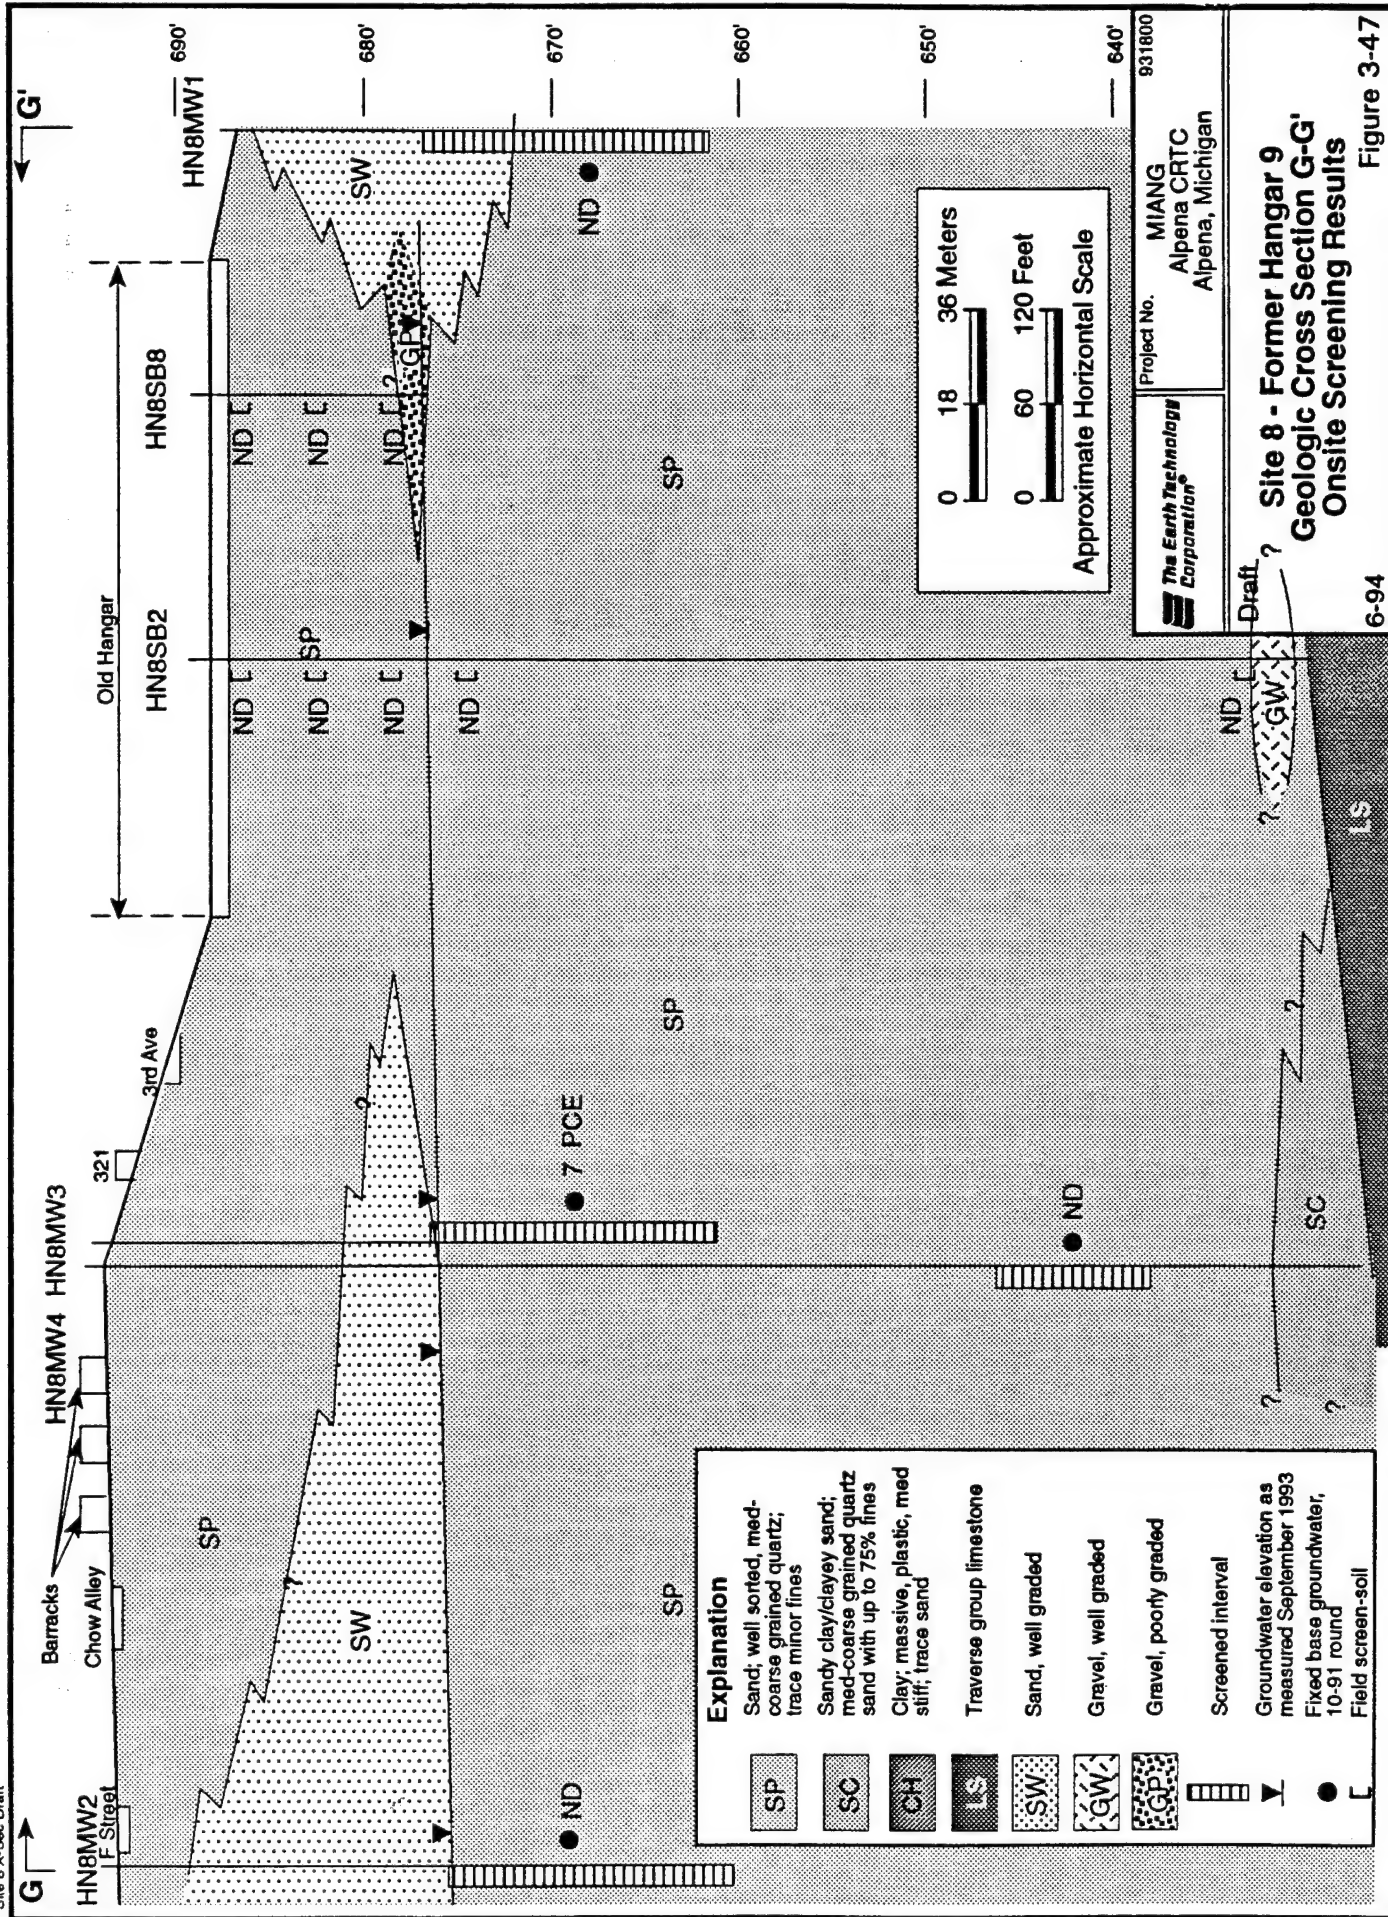 Site 8 X-Sec Draft
G
G'
HN8MW2
F Street
Chow Alley
Barracks
HN8MW4
HN8MW3
321
3rd Ave
Old Hangar
HN8SB2
HN8SB8
HN8MW1
690'
680'
670'
660'
650'
640'
SP
SW
?
SP
ND
?
7 PCE
ND
SP
?
?
?
SC
LS
SP
ND
ND
ND
ND
ND
GW
?
?
ND
ND
ND
?
GP
SW
SP
ND
Explanation
SP
Sand; well sorted, med-
coarse grained quartz;
trace minor fines
SC
Sandy clay/clayey sand;
med-coarse grained quartz
sand with up to 75% fines
CH
Clay; massive, plastic, med
stiff; trace sand
LS
Traverse group limestone
SW
Sand, well graded
GW
Gravel, well graded
GP
Gravel, poorly graded
Screened interval
Groundwater elevation as
measured September 1993
Fixed base groundwater,
10-91 round
Field screen-soil
0 18 36 Meters
0 60 120 Feet
Approximate Horizontal Scale
The Earth Technology
Corporation®
Project No.
931800
MIANG
Alpena CRTC
Alpena, Michigan
Draft
Site 8 - Former Hangar 9
Geologic Cross Section G-G'
Onsite Screening Results
6-94
Figure 3-47